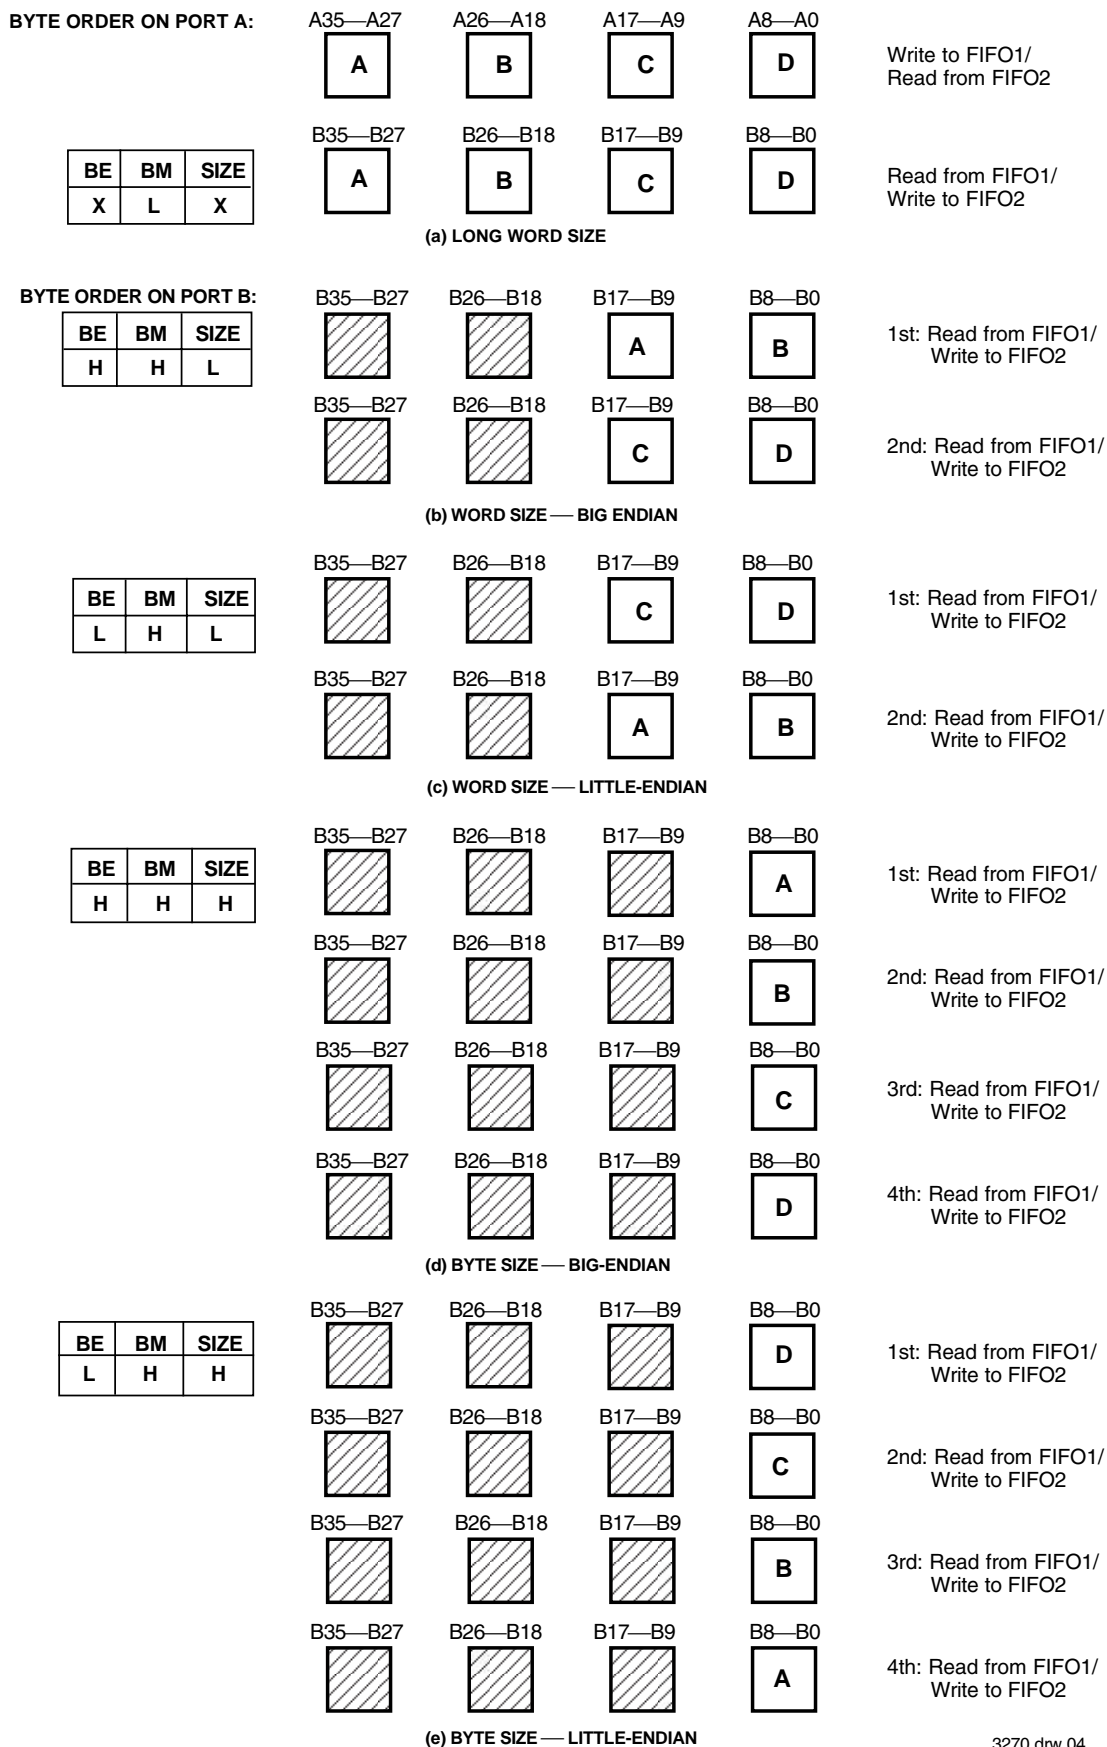 BYTE ORDER ON PORT A:
A35—A27 A26—A18 A17—A9 A8—A0
A B C D
Write to FIFO1/
Read from FIFO2
B35—B27 B26—B18 B17—B9 B8—B0
BE BM SIZE
X L X
A B C D
Read from FIFO1/
Write to FIFO2
(a) LONG WORD SIZE
BYTE ORDER ON PORT B:
B35—B27 B26—B18 B17—B9 B8—B0
BE BM SIZE
H H L
A B
1st: Read from FIFO1/
Write to FIFO2
B35—B27 B26—B18 B17—B9 B8—B0
C D
2nd: Read from FIFO1/
Write to FIFO2
(b) WORD SIZE — BIG ENDIAN
B35—B27 B26—B18 B17—B9 B8—B0
BE BM SIZE
L H L
C D
1st: Read from FIFO1/
Write to FIFO2
B35—B27 B26—B18 B17—B9 B8—B0
A B
2nd: Read from FIFO1/
Write to FIFO2
(c) WORD SIZE — LITTLE-ENDIAN
B35—B27 B26—B18 B17—B9 B8—B0
BE BM SIZE
H H H
A
1st: Read from FIFO1/
Write to FIFO2
B35—B27 B26—B18 B17—B9 B8—B0
B
2nd: Read from FIFO1/
Write to FIFO2
B35—B27 B26—B18 B17—B9 B8—B0
C
3rd: Read from FIFO1/
Write to FIFO2
B35—B27 B26—B18 B17—B9 B8—B0
D
4th: Read from FIFO1/
Write to FIFO2
(d) BYTE SIZE — BIG-ENDIAN
B35—B27 B26—B18 B17—B9 B8—B0
BE BM SIZE
L H H
D
1st: Read from FIFO1/
Write to FIFO2
B35—B27 B26—B18 B17—B9 B8—B0
C
2nd: Read from FIFO1/
Write to FIFO2
B35—B27 B26—B18 B17—B9 B8—B0
B
3rd: Read from FIFO1/
Write to FIFO2
B35—B27 B26—B18 B17—B9 B8—B0
A
4th: Read from FIFO1/
Write to FIFO2
(e) BYTE SIZE — LITTLE-ENDIAN
3270 drw 04